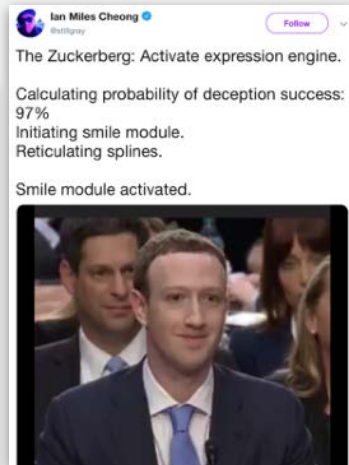 Ian Miles Cheong
@stillgray
Follow
The Zuckerberg: Activate expression engine.
Calculating probability of deception success:
97%
Initiating smile module.
Reticulating splines.
Smile module activated.